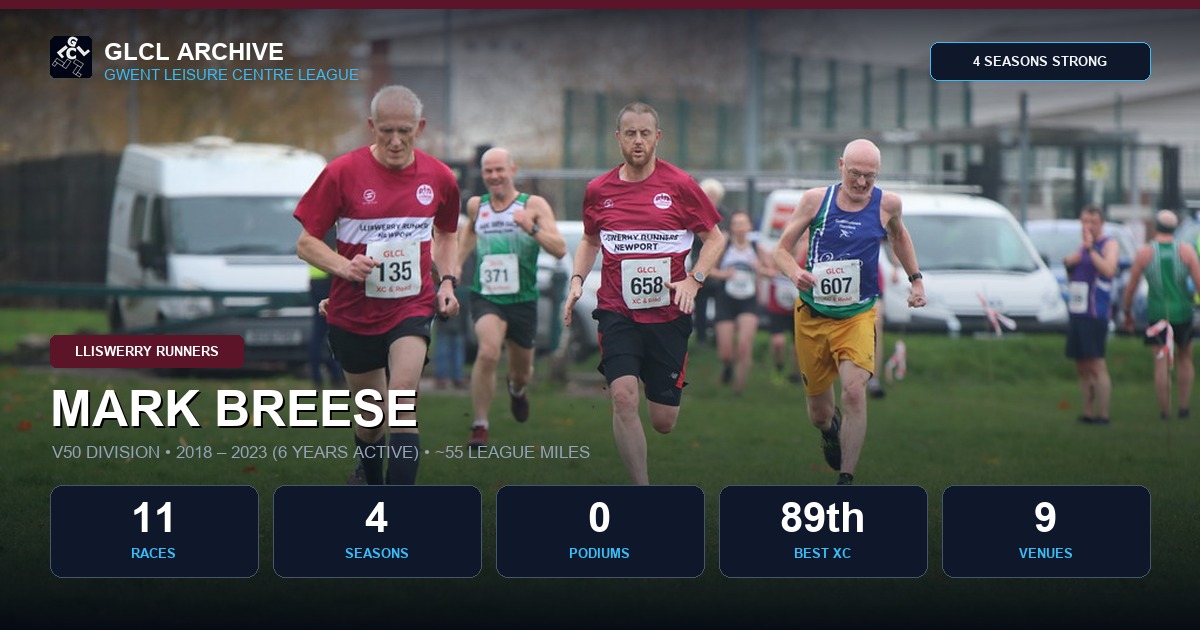 GLCL ARCHIVE
GWENT LEISURE CENTRE LEAGUE
4 SEASONS STRONG
LLISWERRY RUNNERS
NEWPORT
GLCL
135
XC & Road
371
LLISWERRY RUNNERS
NEWPORT
GLCL
658
XC & Road
GLCL
607
XC & Road
LLISWERRY RUNNERS
MARK BREESE
V50 DIVISION • 2018 – 2023 (6 YEARS ACTIVE) • ~55 LEAGUE MILES
11
RACES
4
SEASONS
0
PODIUMS
89th
BEST XC
9
VENUES